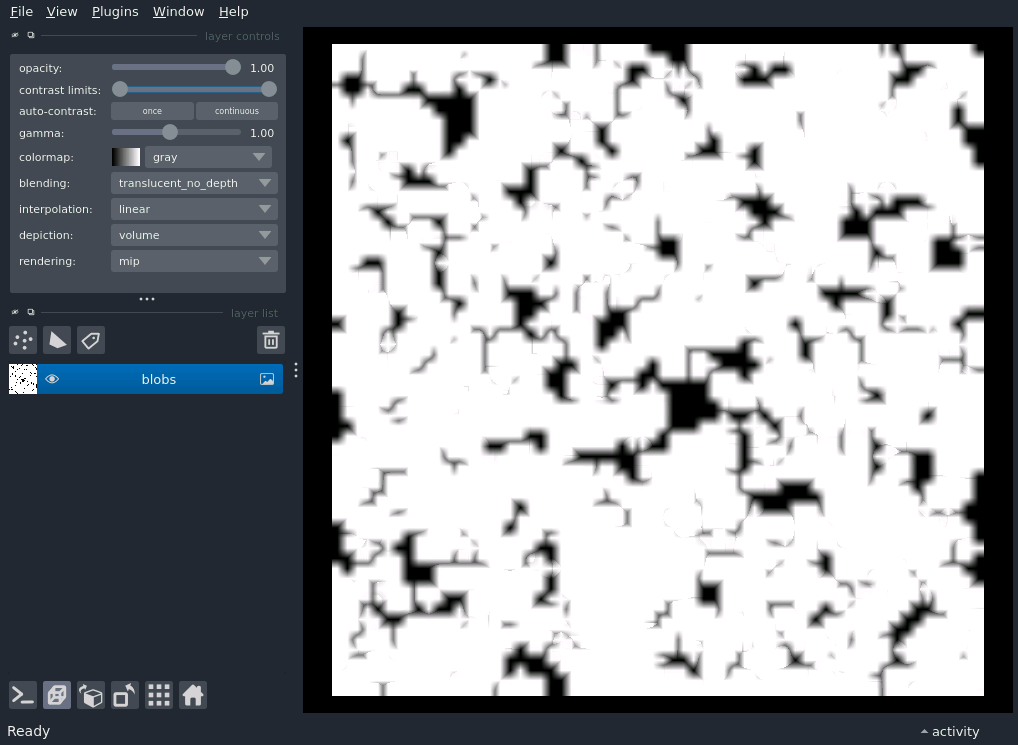 File View Plugins Window Help
layer controls
opacity: 1.00
contrast limits:
auto-contrast: once continuous
gamma: 1.00
colormap: gray
blending: translucent_no_depth
interpolation: linear
depiction: volume
rendering: mip
layer list
blobs
Ready activity